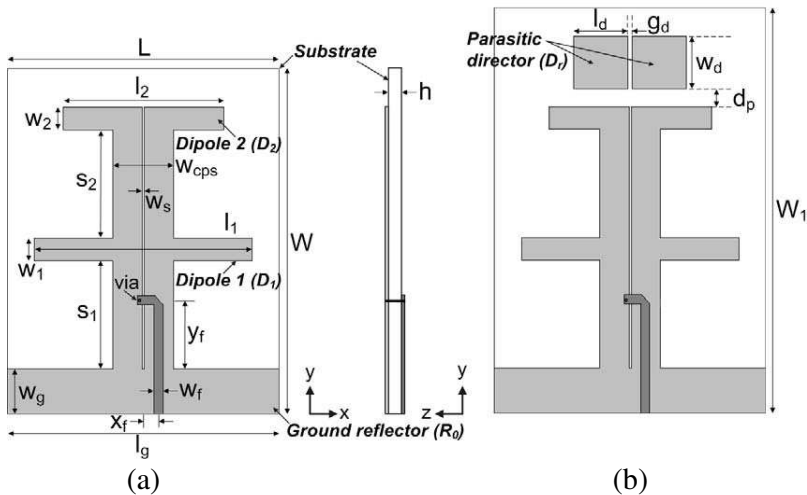 L
Substrate
l2
w2
Dipole 2 (D2)
h
s2
wcps
ws
l1
W
w1
Dipole 1 (D1)
via
s1
yf
wg
wf
xf
Ground reflector (R0)
lg
y
x
y
z
(a)
ld
gd
Parasitic
director (Dr)
wd
dp
W1
(b)